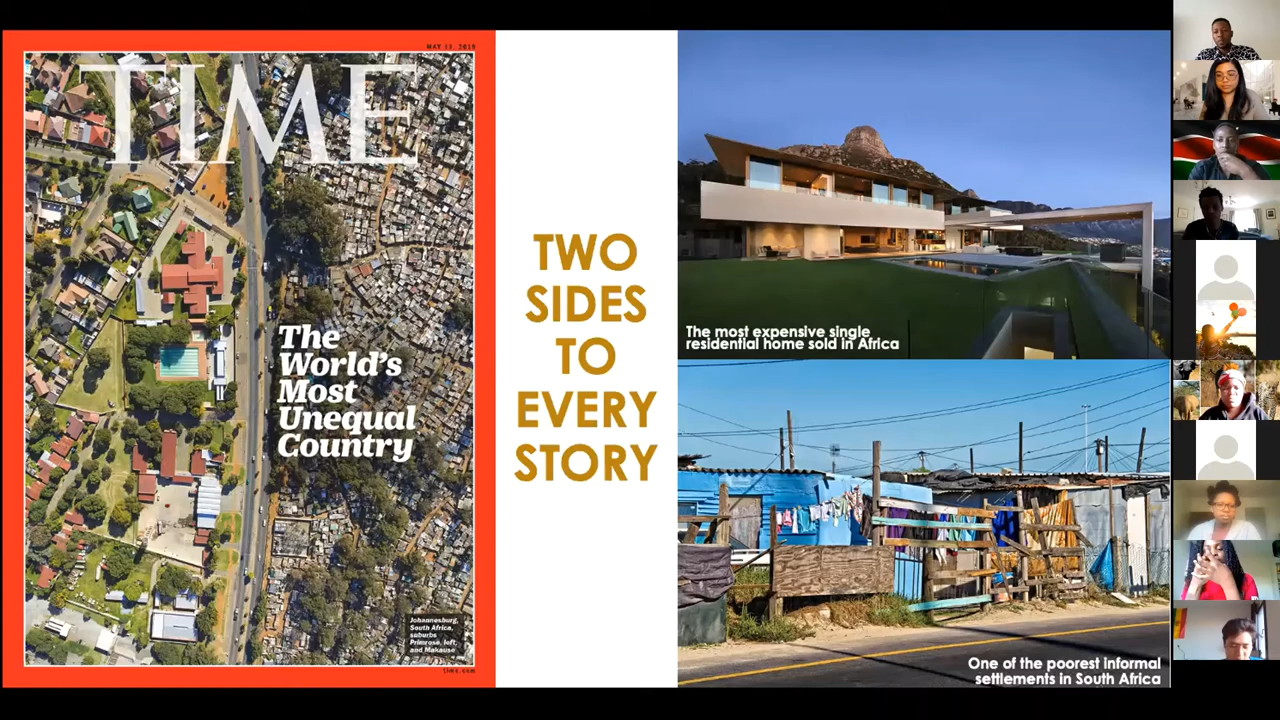 MAY 13, 2019
TIME
The
World's
Most
Unequal
Country
Johannesburg,
South Africa,
suburbs
Primrose, left,
and Makause
time.com
TWO
SIDES
TO
EVERY
STORY
The most expensive single
residential home sold in Africa
One of the poorest informal
settlements in South Africa